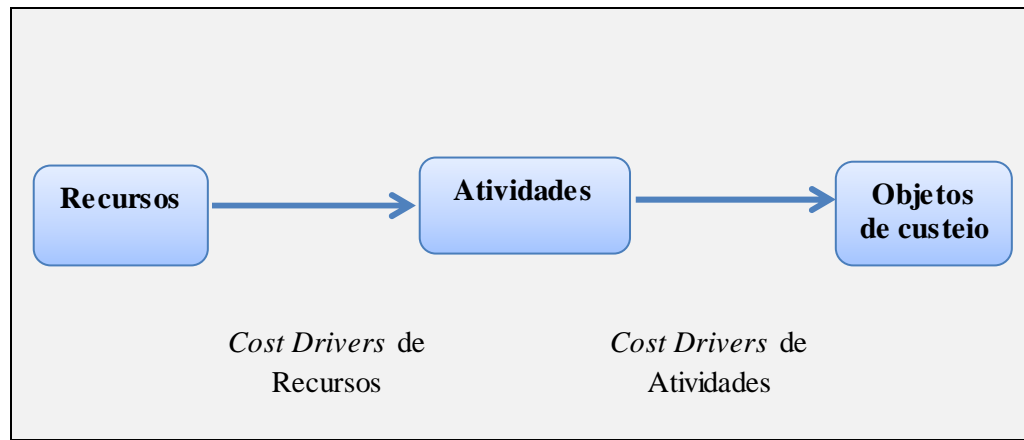 Recursos
Atividades
Objetos
de custeio
Cost Drivers de
Recursos
Cost Drivers de
Atividades